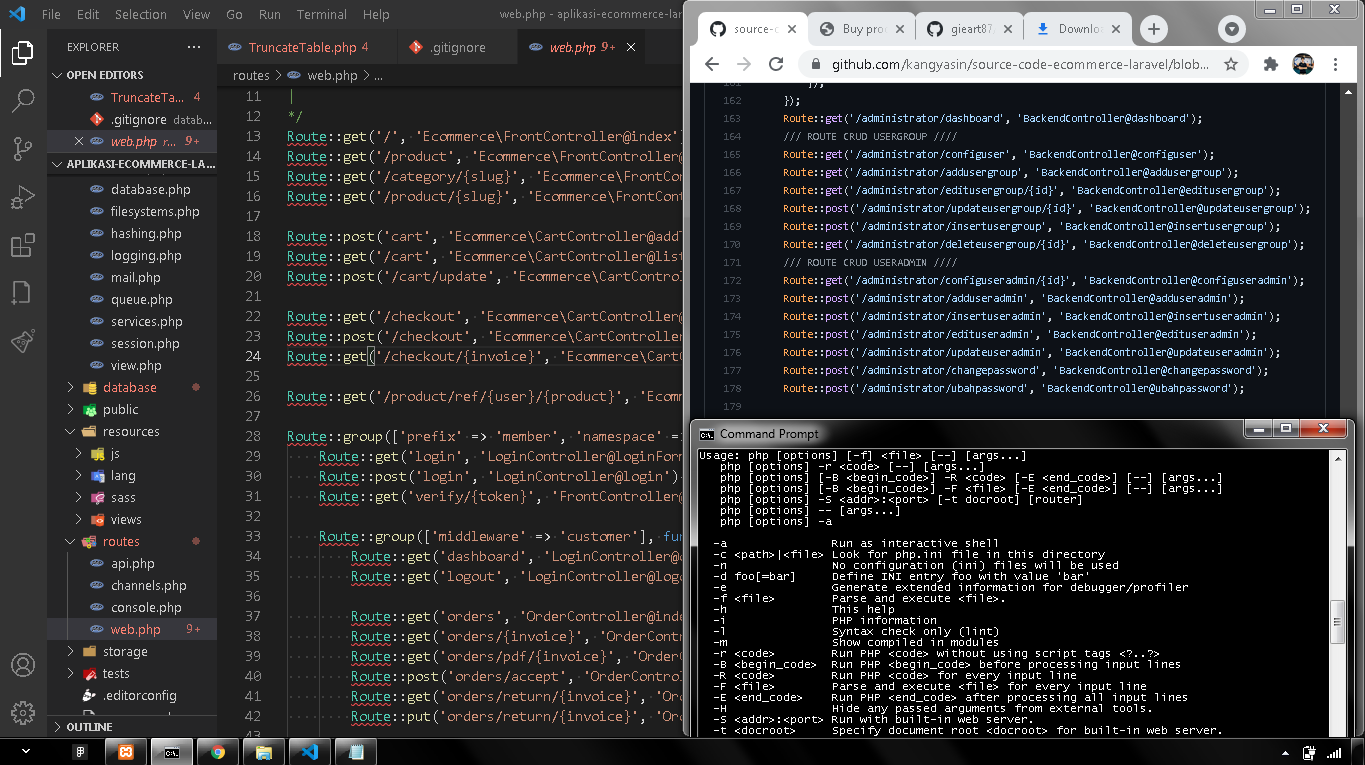 File Edit Selection View Go Run Terminal Help
web.php - aplikasi-ecommerce-lar
EXPLORER
OPEN EDITORS
TruncateTa... 4
.gitignore datab...
web.php r... 9+
APLIKASI-ECOMMERCE-LA...
database.php
filesystems.php
hashing.php
logging.php
mail.php
queue.php
services.php
session.php
view.php
database
public
resources
js
lang
sass
views
routes
api.php
channels.php
console.php
web.php 9+
storage
tests
.editorconfig
OUTLINE
TruncateTable.php 4
.gitignore
web.php 9+
routes > web.php > ...
11 |
12 */
13 Route::get('/', 'Ecommerce\FrontController@index'
14 Route::get('/product', 'Ecommerce\FrontController@
15 Route::get('/category/{slug}', 'Ecommerce\FrontCon
16 Route::get('/product/{slug}', 'Ecommerce\FrontCont
17
18 Route::post('cart', 'Ecommerce\CartController@addT
19 Route::get('/cart', 'Ecommerce\CartController@list
20 Route::post('/cart/update', 'Ecommerce\CartControl
21
22 Route::get('/checkout', 'Ecommerce\CartController@
23 Route::post('/checkout', 'Ecommerce\CartController
24 Route::get('/checkout/{invoice}', 'Ecommerce\CartC
25
26 Route::get('/product/ref/{user}/{product}', 'Ecomm
27
28 Route::group(['prefix' => 'member', 'namespace' =>
29 Route::get('login', 'LoginController@loginForm
30 Route::post('login', 'LoginController@login')
31 Route::get('verify/{token}', 'FrontController@
32
33 Route::group(['middleware' => 'customer'], fun
34 Route::get('dashboard', 'LoginController@d
35 Route::get('logout', 'LoginController@logo
36
37 Route::get('orders', 'OrderController@inde
38 Route::get('orders/{invoice}', 'OrderContr
39 Route::get('orders/pdf/{invoice}', 'OrderC
40 Route::post('orders/accept', 'OrderControl
41 Route::get('orders/return/{invoice}', 'Ord
42 Route::put('orders/return/{invoice}', 'Ord
43
source-c
Buy pro
gieart87
Downlo
github.com/kangyasin/source-code-ecommerce-laravel/blob...
161 });
162 });
163 Route::get('/administrator/dashboard', 'BackendController@dashboard');
164 /// ROUTE CRUD USERGROUP ////
165 Route::get('/administrator/configuser', 'BackendController@configuser');
166 Route::get('/administrator/addusergroup', 'BackendController@addusergroup');
167 Route::get('/administrator/editusergroup/{id}', 'BackendController@editusergroup');
168 Route::post('/administrator/updateusergroup/{id}', 'BackendController@updateusergroup');
169 Route::post('/administrator/insertusergroup', 'BackendController@insertusergroup');
170 Route::get('/administrator/deleteusergroup/{id}', 'BackendController@deleteusergroup');
171 /// ROUTE CRUD USERADMIN ////
172 Route::get('/administrator/configuseradmin/{id}', 'BackendController@configuseradmin');
173 Route::post('/administrator/adduseradmin', 'BackendController@adduseradmin');
174 Route::post('/administrator/insertuseradmin', 'BackendController@insertuseradmin');
175 Route::post('/administrator/edituseradmin', 'BackendController@edituseradmin');
176 Route::post('/administrator/updateuseradmin', 'BackendController@updateuseradmin');
177 Route::post('/administrator/changepassword', 'BackendController@changepassword');
178 Route::post('/administrator/ubahpassword', 'BackendController@ubahpassword');
179
Command Prompt
Usage: php [options] [-f] <file> [--] [args...]
php [options] -r <code> [--] [args...]
php [options] [-B <begin_code>] -R <code> [-E <end_code>] [--] [args...]
php [options] [-B <begin_code>] -F <file> [-E <end_code>] [--] [args...]
php [options] -S <addr>:<port> [-t docroot] [router]
php [options] -- [args...]
php [options] -a
-a Run as interactive shell
-c <path>|<file> Look for php.ini file in this directory
-n No configuration (ini) files will be used
-d foo[=bar] Define INI entry foo with value 'bar'
-e Generate extended information for debugger/profiler
-f <file> Parse and execute <file>.
-h This help
-i PHP information
-l Syntax check only (lint)
-m Show compiled in modules
-r <code> Run PHP <code> without using script tags <?..?>
-B <begin_code> Run PHP <begin_code> before processing input lines
-R <code> Run PHP <code> for every input line
-F <file> Parse and execute <file> for every input line
-E <end_code> Run PHP <end_code> after processing all input lines
-H Hide any passed arguments from external tools.
-S <addr>:<port> Run with built-in web server.
-t <docroot> Specify document root <docroot> for built-in web server.